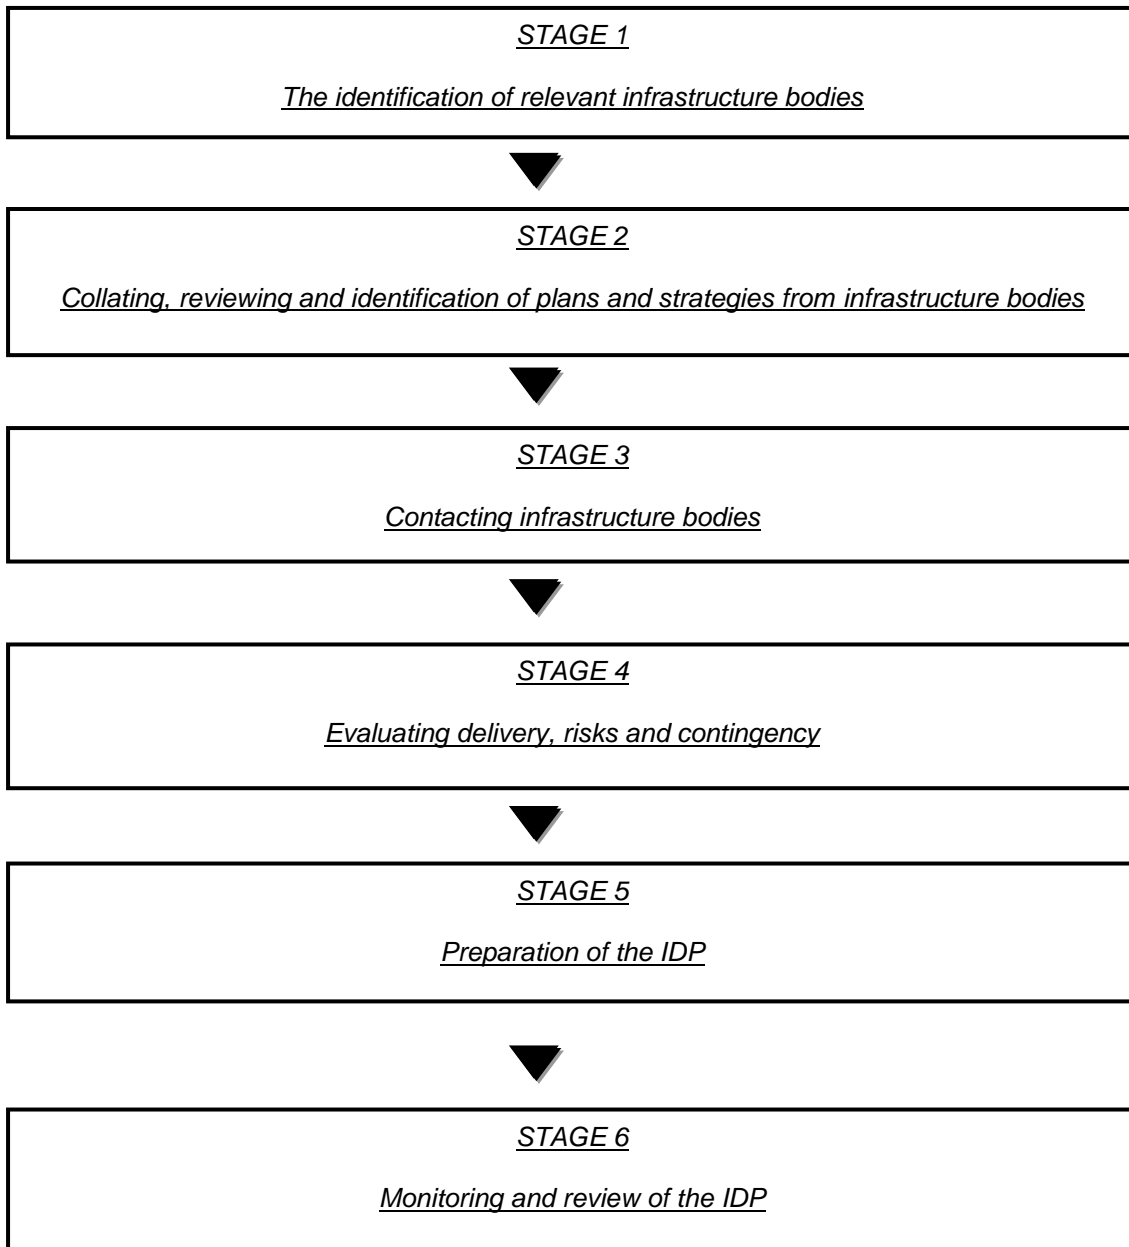 STAGE 1
The identification of relevant infrastructure bodies
STAGE 2
Collating, reviewing and identification of plans and strategies from infrastructure bodies
STAGE 3
Contacting infrastructure bodies
STAGE 4
Evaluating delivery, risks and contingency
STAGE 5
Preparation of the IDP
STAGE 6
Monitoring and review of the IDP